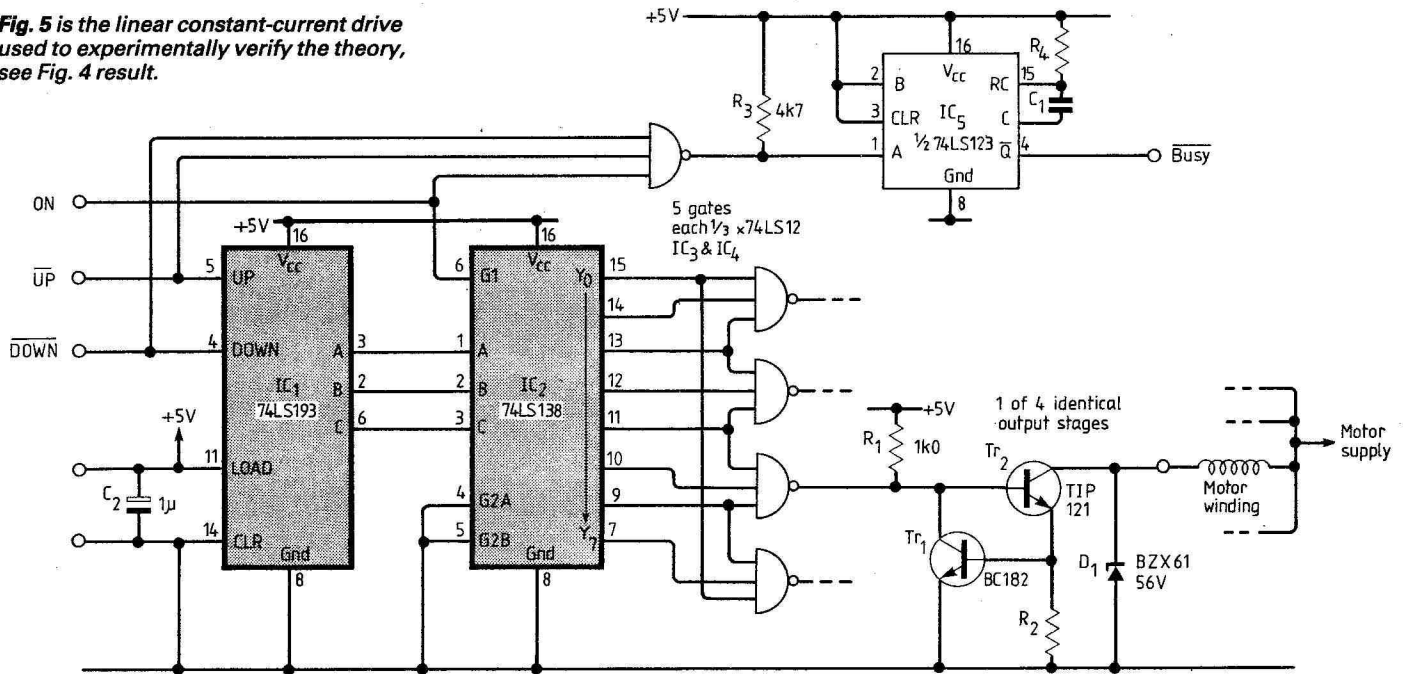 Fig. 5 is the linear constant-current drive
used to experimentally verify the theory,
see Fig. 4 result.
+5V
16
Vcc
2
B
RC
15
R4
R3
4k7
3
CLR
IC5
C
C1
1
A
½ 74LS123
Q̅
4
B̅u̅s̅y̅
Gnd
8
ON
+5V
16
Vcc
16
Vcc
5 gates
each ⅓ ×74LS12
IC3 & IC4
U̅P̅
5
UP
6
G1
Y0
15
14
D̅O̅W̅N̅
4
DOWN
A
3
1
A
13
IC1
B
2
2
B
IC2
12
74LS193
C
6
3
C
74LS138
11
+5V
11
LOAD
10
C2
1µ
4
G2A
9
14
CLR
5
G2B
Y7
7
Gnd
8
Gnd
8
+5V
R1
1k0
1 of 4 identical
output stages
Tr2
TIP
121
Motor
winding
Motor
supply
Tr1
BC182
D1
BZX61
56V
R2